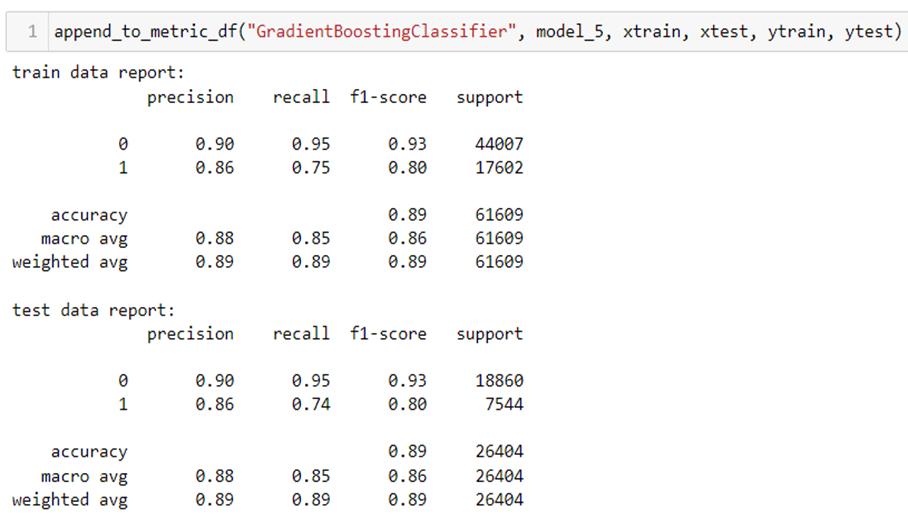 1 append_to_metric_df("GradientBoostingClassifier", model_5, xtrain, xtest, ytrain, ytest)
train data report:
precision recall f1-score support
0 0.90 0.95 0.93 44007
1 0.86 0.75 0.80 17602
accuracy 0.89 61609
macro avg 0.88 0.85 0.86 61609
weighted avg 0.89 0.89 0.89 61609
test data report:
precision recall f1-score support
0 0.90 0.95 0.93 18860
1 0.86 0.74 0.80 7544
accuracy 0.89 26404
macro avg 0.88 0.85 0.86 26404
weighted avg 0.89 0.89 0.89 26404